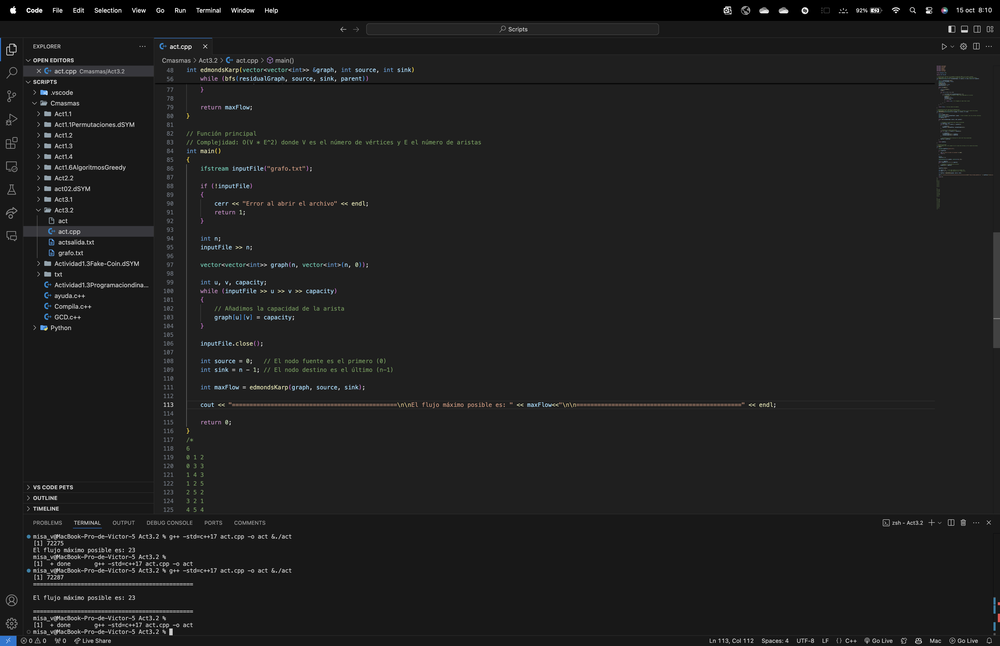 Code File Edit Selection View Go Run Terminal Window Help 92% 15 oct 8:10
Scripts
EXPLORER
OPEN EDITORS
act.cpp Cmasmas/Act3.2
SCRIPTS
.vscode
Cmasmas
Act1.1
Act1.1Permutaciones.dSYM
Act1.2
Act1.3
Act1.4
Act1.6AlgoritmosGreedy
Act2.2
act02.dSYM
Act3.1
Act3.2
act
act.cpp
actsalida.txt
grafo.txt
Actividad1.3Fake-Coin.dSYM
txt
Actividad1.3Programaciondina...
ayuda.c++
Compila.c++
GCD.c++
Python
VS CODE PETS
OUTLINE
TIMELINE
act.cpp
Cmasmas > Act3.2 > act.cpp > main()
48 int edmondsKarp(vector<vector<int>> &graph, int source, int sink)
56     while (bfs(residualGraph, source, sink, parent))
77     }
78
79     return maxFlow;
80 }
81
82 // Función principal
83 // Complejidad: O(V * E^2) donde V es el número de vértices y E el número de aristas
84 int main()
85 {
86     ifstream inputFile("grafo.txt");
87
88     if (!inputFile)
89     {
90         cerr << "Error al abrir el archivo" << endl;
91         return 1;
92     }
93
94     int n;
95     inputFile >> n;
96
97     vector<vector<int>> graph(n, vector<int>(n, 0));
98
99     int u, v, capacity;
100     while (inputFile >> u >> v >> capacity)
101     {
102         // Añadimos la capacidad de la arista
103         graph[u][v] = capacity;
104     }
105
106     inputFile.close();
107
108     int source = 0;   // El nodo fuente es el primero (0)
109     int sink = n - 1; // El nodo destino es el último (n-1)
110
111     int maxFlow = edmondsKarp(graph, source, sink);
112
113     cout << "===============================================\n\nEl flujo máximo posible es: " << maxFlow<<"\n\n===============================================" << endl;
114
115     return 0;
116 }
117 /*
118 6
119 0 1 2
120 0 3 3
121 1 4 3
122 1 2 5
123 2 5 2
124 3 2 1
125 4 5 4
PROBLEMS TERMINAL OUTPUT DEBUG CONSOLE PORTS COMMENTS zsh - Act3.2
misa_v@MacBook-Pro-de-Victor-5 Act3.2 % g++ -std=c++17 act.cpp -o act &./act
[1] 72275
El flujo máximo posible es: 23
misa_v@MacBook-Pro-de-Victor-5 Act3.2 %
[1]  + done       g++ -std=c++17 act.cpp -o act
misa_v@MacBook-Pro-de-Victor-5 Act3.2 % g++ -std=c++17 act.cpp -o act &./act
[1] 72287
===============================================
El flujo máximo posible es: 23
===============================================
misa_v@MacBook-Pro-de-Victor-5 Act3.2 %
[1]  + done       g++ -std=c++17 act.cpp -o act
misa_v@MacBook-Pro-de-Victor-5 Act3.2 %
0 0 0 Live Share Ln 113, Col 112 Spaces: 4 UTF-8 LF {} C++ Go Live Mac Go Live